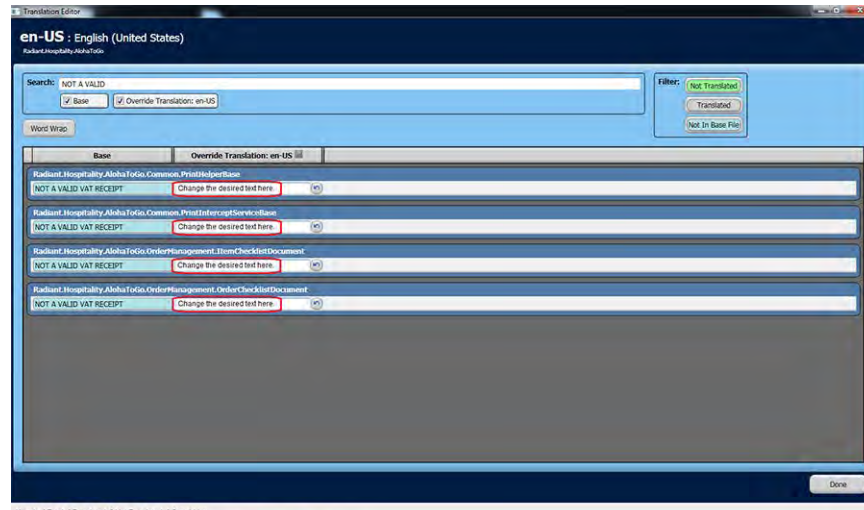 Translation Editor
en-US : English (United States)
Radiant.Hospitality.AlohaToGo
Search: NOT A VALID
Base Override Translation: en-US
Filter: Not Translated
Translated
Not In Base File
Word Wrap
Base Override Translation: en-US
Radiant.Hospitality.AlohaToGo.Common.PrintHelperBase
NOT A VALID VAT RECEIPT Change the desired text here.
Radiant.Hospitality.AlohaToGo.Common.PrintInterceptServiceBase
NOT A VALID VAT RECEIPT Change the desired text here.
Radiant.Hospitality.AlohaToGo.OrderManagement.ItemChecklistDocument
NOT A VALID VAT RECEIPT Change the desired text here.
Radiant.Hospitality.AlohaToGo.OrderManagement.OrderChecklistDocument
NOT A VALID VAT RECEIPT Change the desired text here.
Done